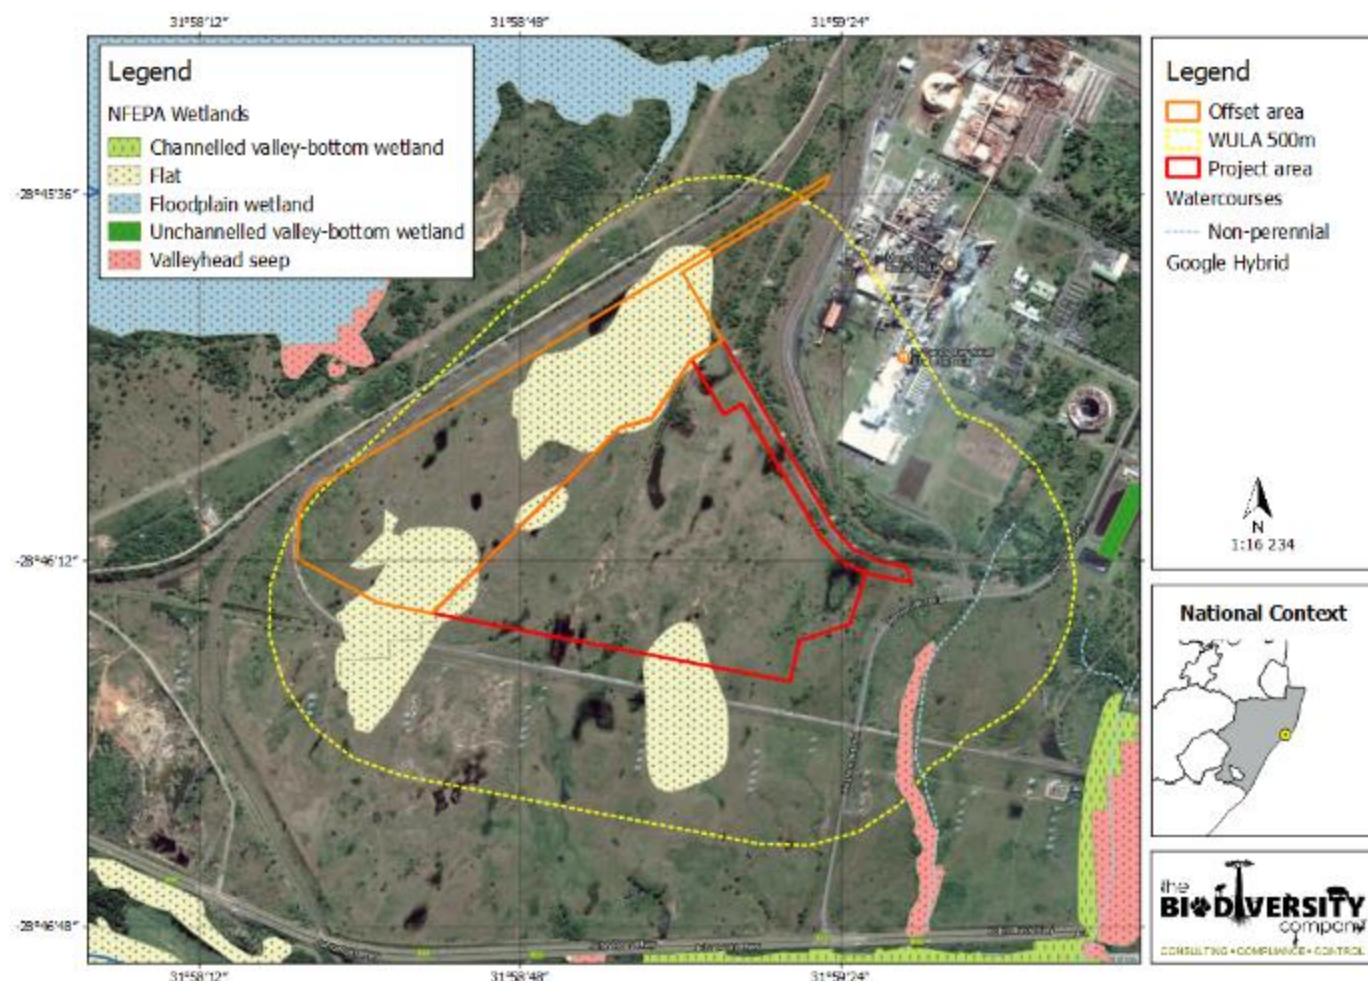 31°58'12"
31°58'48"
31°59'24"
Legend
NFEPA Wetlands
Channelled valley-bottom wetland
Flat
Floodplain wetland
Unchannelled valley-bottom wetland
Valleyhead seep
-28°45'36"
-28°46'12"
-28°46'48"
31°58'12"
31°58'48"
31°59'24"
Legend
Offset area
WULA 500m
Project area
Watercourses
Non-perennial
Google Hybrid
N
1:16 234
National Context
the
BIODIVERSITY
company
CONSULTING • COMPLIANCE • CONTROL